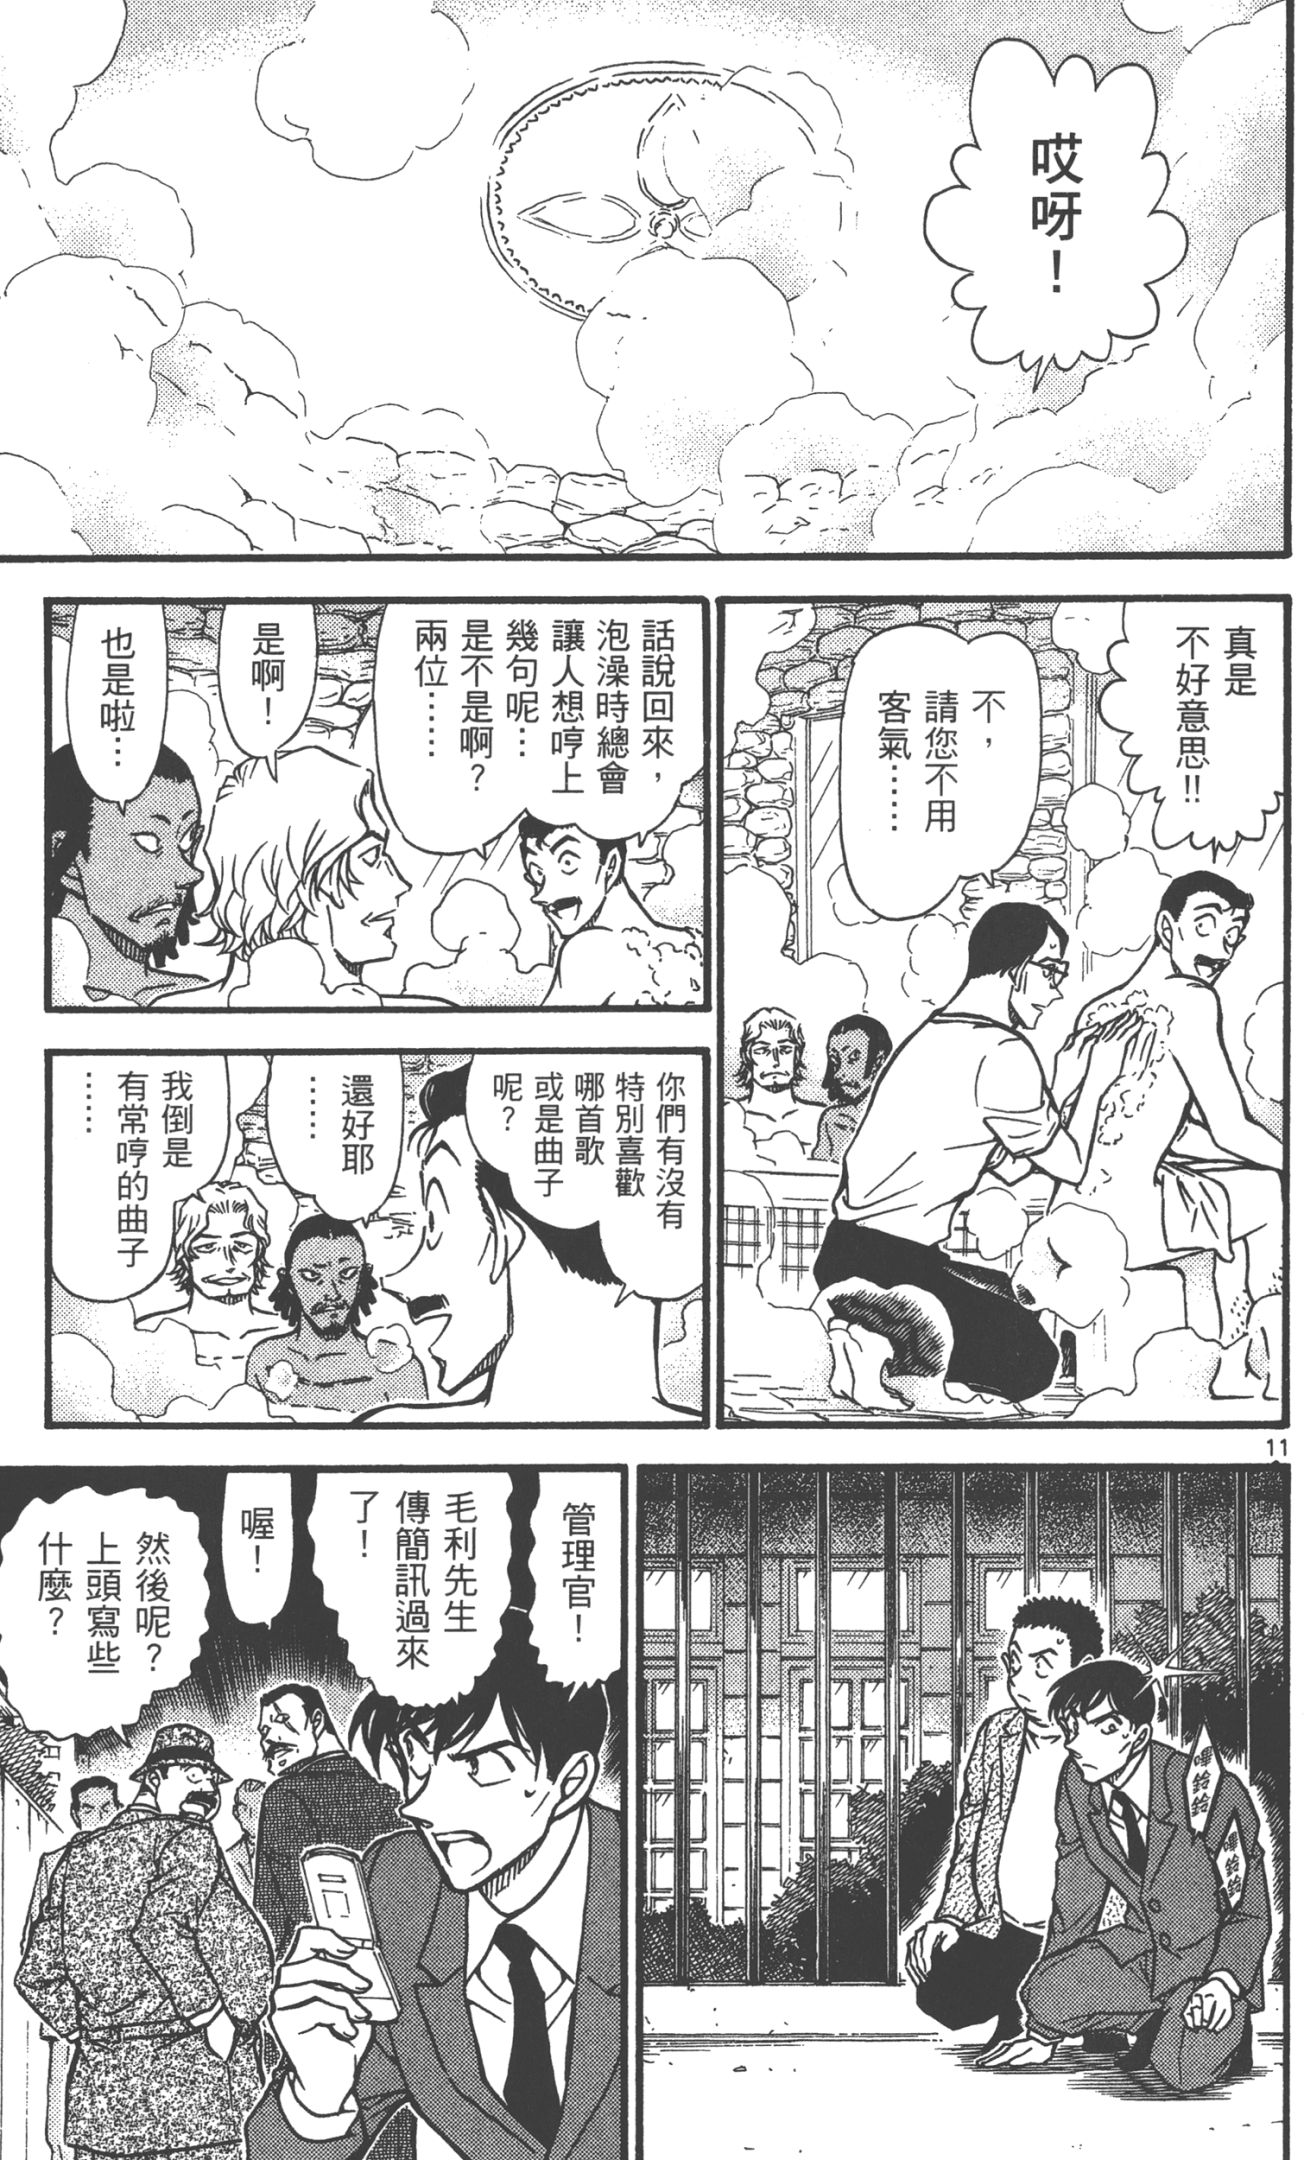 哎呀！
真是
不好意思!!
不，
請您不用
客氣……
話說回來，
泡澡時總會
讓人想哼上
幾句呢…
是不是啊？
兩位……
是啊！
也是啦…
你們有沒有
特別喜歡
哪首歌
或是曲子
呢？
還好耶
……
我倒是
有常哼的曲子
……
11
嗶鈴鈴
嗶鈴鈴
管理官！
毛利先生
傳簡訊過來
了！
喔！
然後呢？
上頭寫些
什麼？